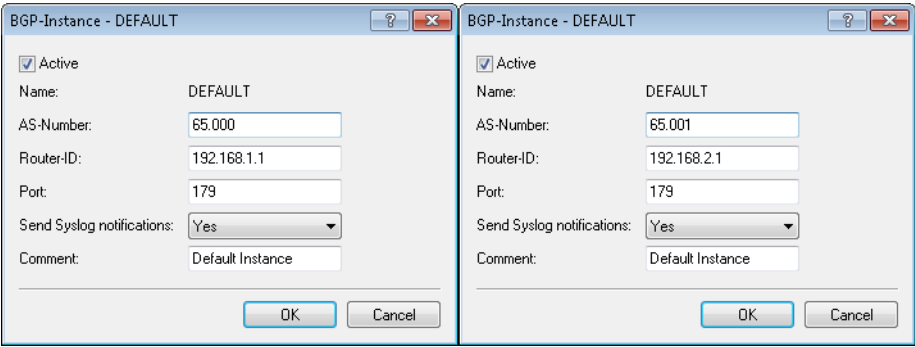 BGP-Instance - DEFAULT
Active
Name: DEFAULT
AS-Number: 65.000
Router-ID: 192.168.1.1
Port: 179
Send Syslog notifications: Yes
Comment: Default Instance
OK Cancel
BGP-Instance - DEFAULT
Active
Name: DEFAULT
AS-Number: 65.001
Router-ID: 192.168.2.1
Port: 179
Send Syslog notifications: Yes
Comment: Default Instance
OK Cancel